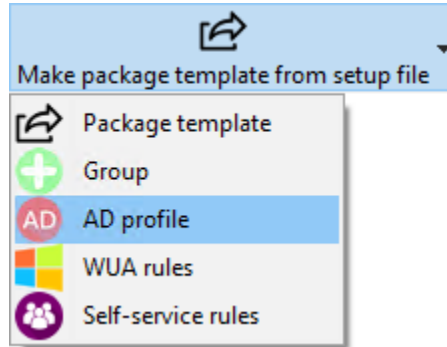 Make package template from setup file
Package template
Group
AD AD profile
WUA rules
Self-service rules